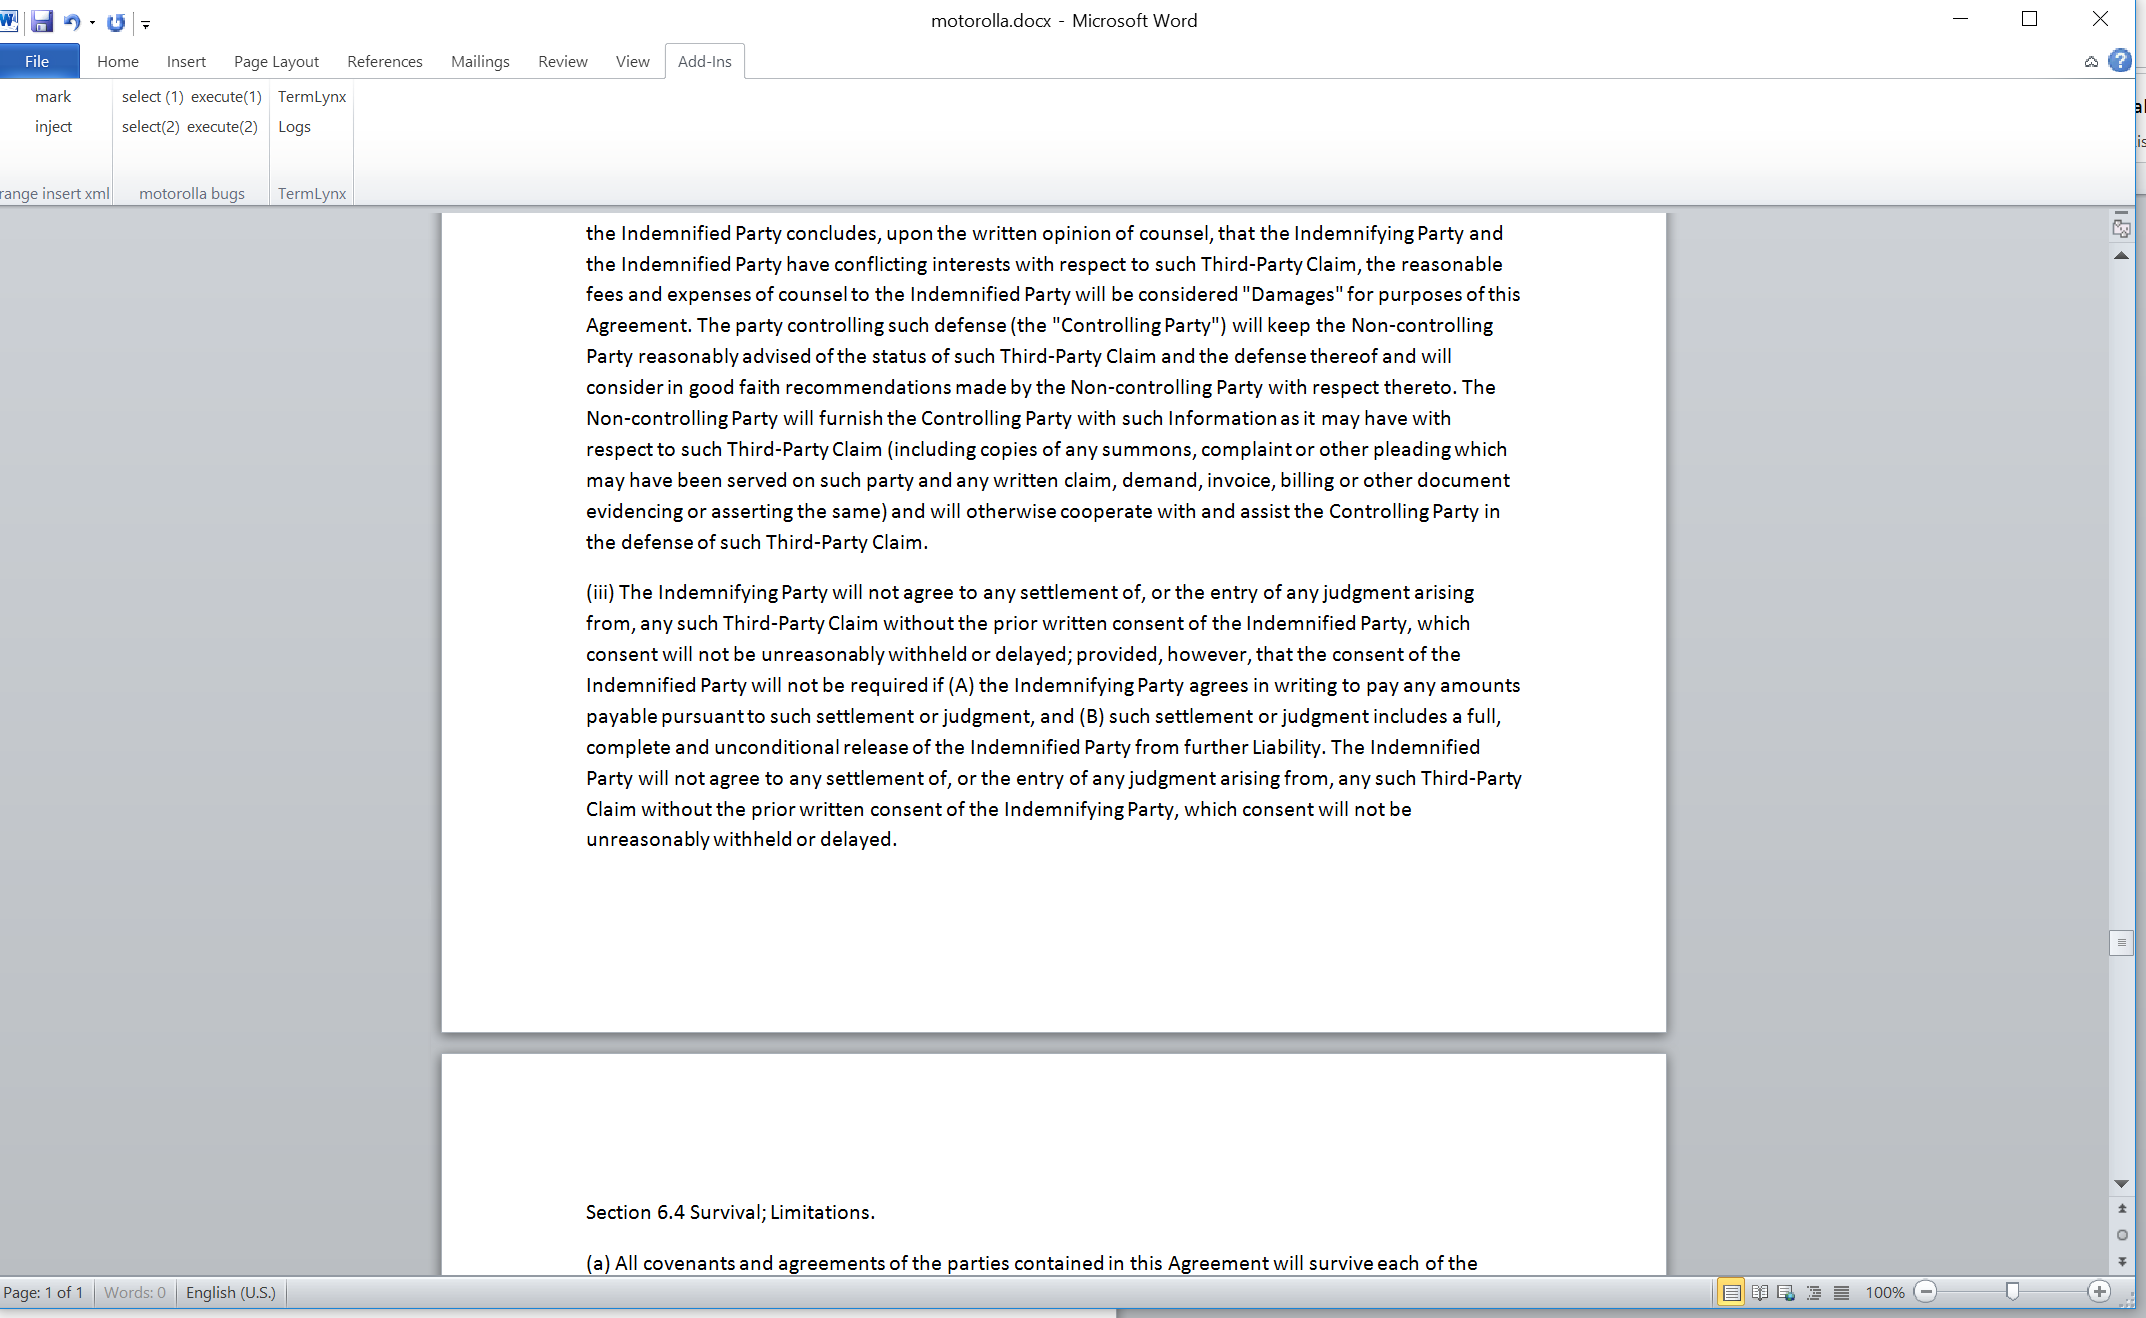 motorolla.docx - Microsoft Word
File Home Insert Page Layout References Mailings Review View Add-Ins
mark select (1) execute(1) TermLynx
inject select(2) execute(2) Logs
range insert xml motorolla bugs TermLynx
the Indemnified Party concludes, upon the written opinion of counsel, that the Indemnifying Party and
the Indemnified Party have conflicting interests with respect to such Third-Party Claim, the reasonable
fees and expenses of counsel to the Indemnified Party will be considered "Damages" for purposes of this
Agreement. The party controlling such defense (the "Controlling Party") will keep the Non-controlling
Party reasonably advised of the status of such Third-Party Claim and the defense thereof and will
consider in good faith recommendations made by the Non-controlling Party with respect thereto. The
Non-controlling Party will furnish the Controlling Party with such Information as it may have with
respect to such Third-Party Claim (including copies of any summons, complaint or other pleading which
may have been served on such party and any written claim, demand, invoice, billing or other document
evidencing or asserting the same) and will otherwise cooperate with and assist the Controlling Party in
the defense of such Third-Party Claim.
(iii) The Indemnifying Party will not agree to any settlement of, or the entry of any judgment arising
from, any such Third-Party Claim without the prior written consent of the Indemnified Party, which
consent will not be unreasonably withheld or delayed; provided, however, that the consent of the
Indemnified Party will not be required if (A) the Indemnifying Party agrees in writing to pay any amounts
payable pursuant to such settlement or judgment, and (B) such settlement or judgment includes a full,
complete and unconditional release of the Indemnified Party from further Liability. The Indemnified
Party will not agree to any settlement of, or the entry of any judgment arising from, any such Third-Party
Claim without the prior written consent of the Indemnifying Party, which consent will not be
unreasonably withheld or delayed.
Section 6.4 Survival; Limitations.
(a) All covenants and agreements of the parties contained in this Agreement will survive each of the
Page: 1 of 1 Words: 0 English (U.S.) 100%